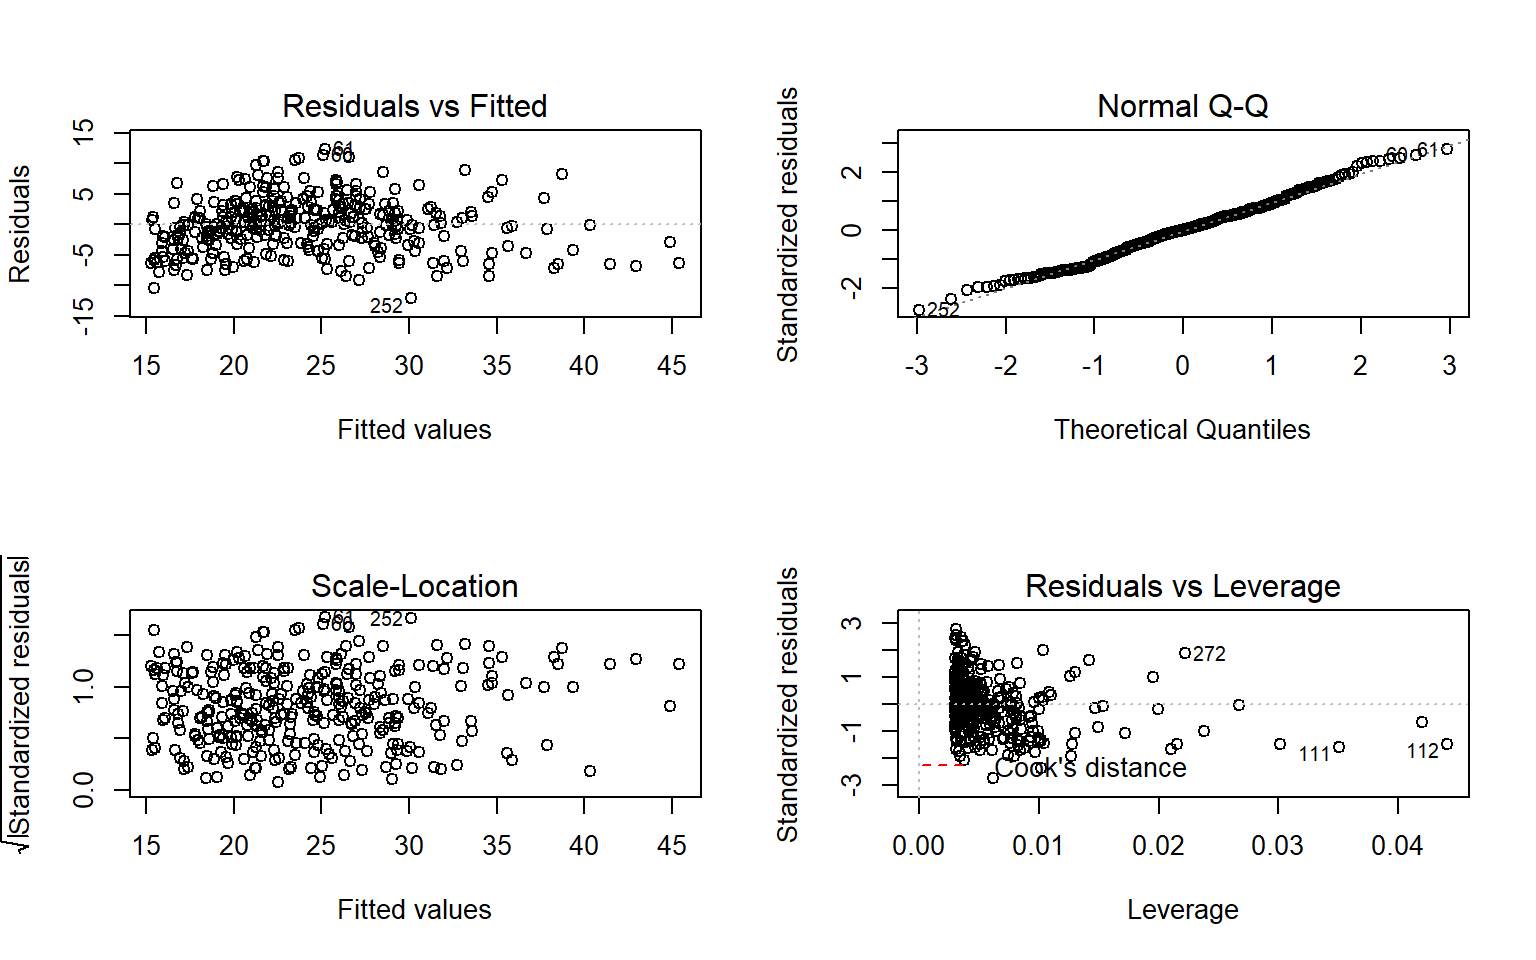 Residuals vs Fitted
Residuals
15
5
-5
-15
61
60
252
15 20 25 30 35 40 45
Fitted values
Normal Q-Q
Standardized residuals
2
0
-2
60 61
252
-3 -2 -1 0 1 2 3
Theoretical Quantiles
Scale-Location
√|Standardized residuals|
1.0
0.0
61
60
252
15 20 25 30 35 40 45
Fitted values
Residuals vs Leverage
Standardized residuals
3
1
-1
-3
272
111
112
Cook's distance
0.00 0.01 0.02 0.03 0.04
Leverage